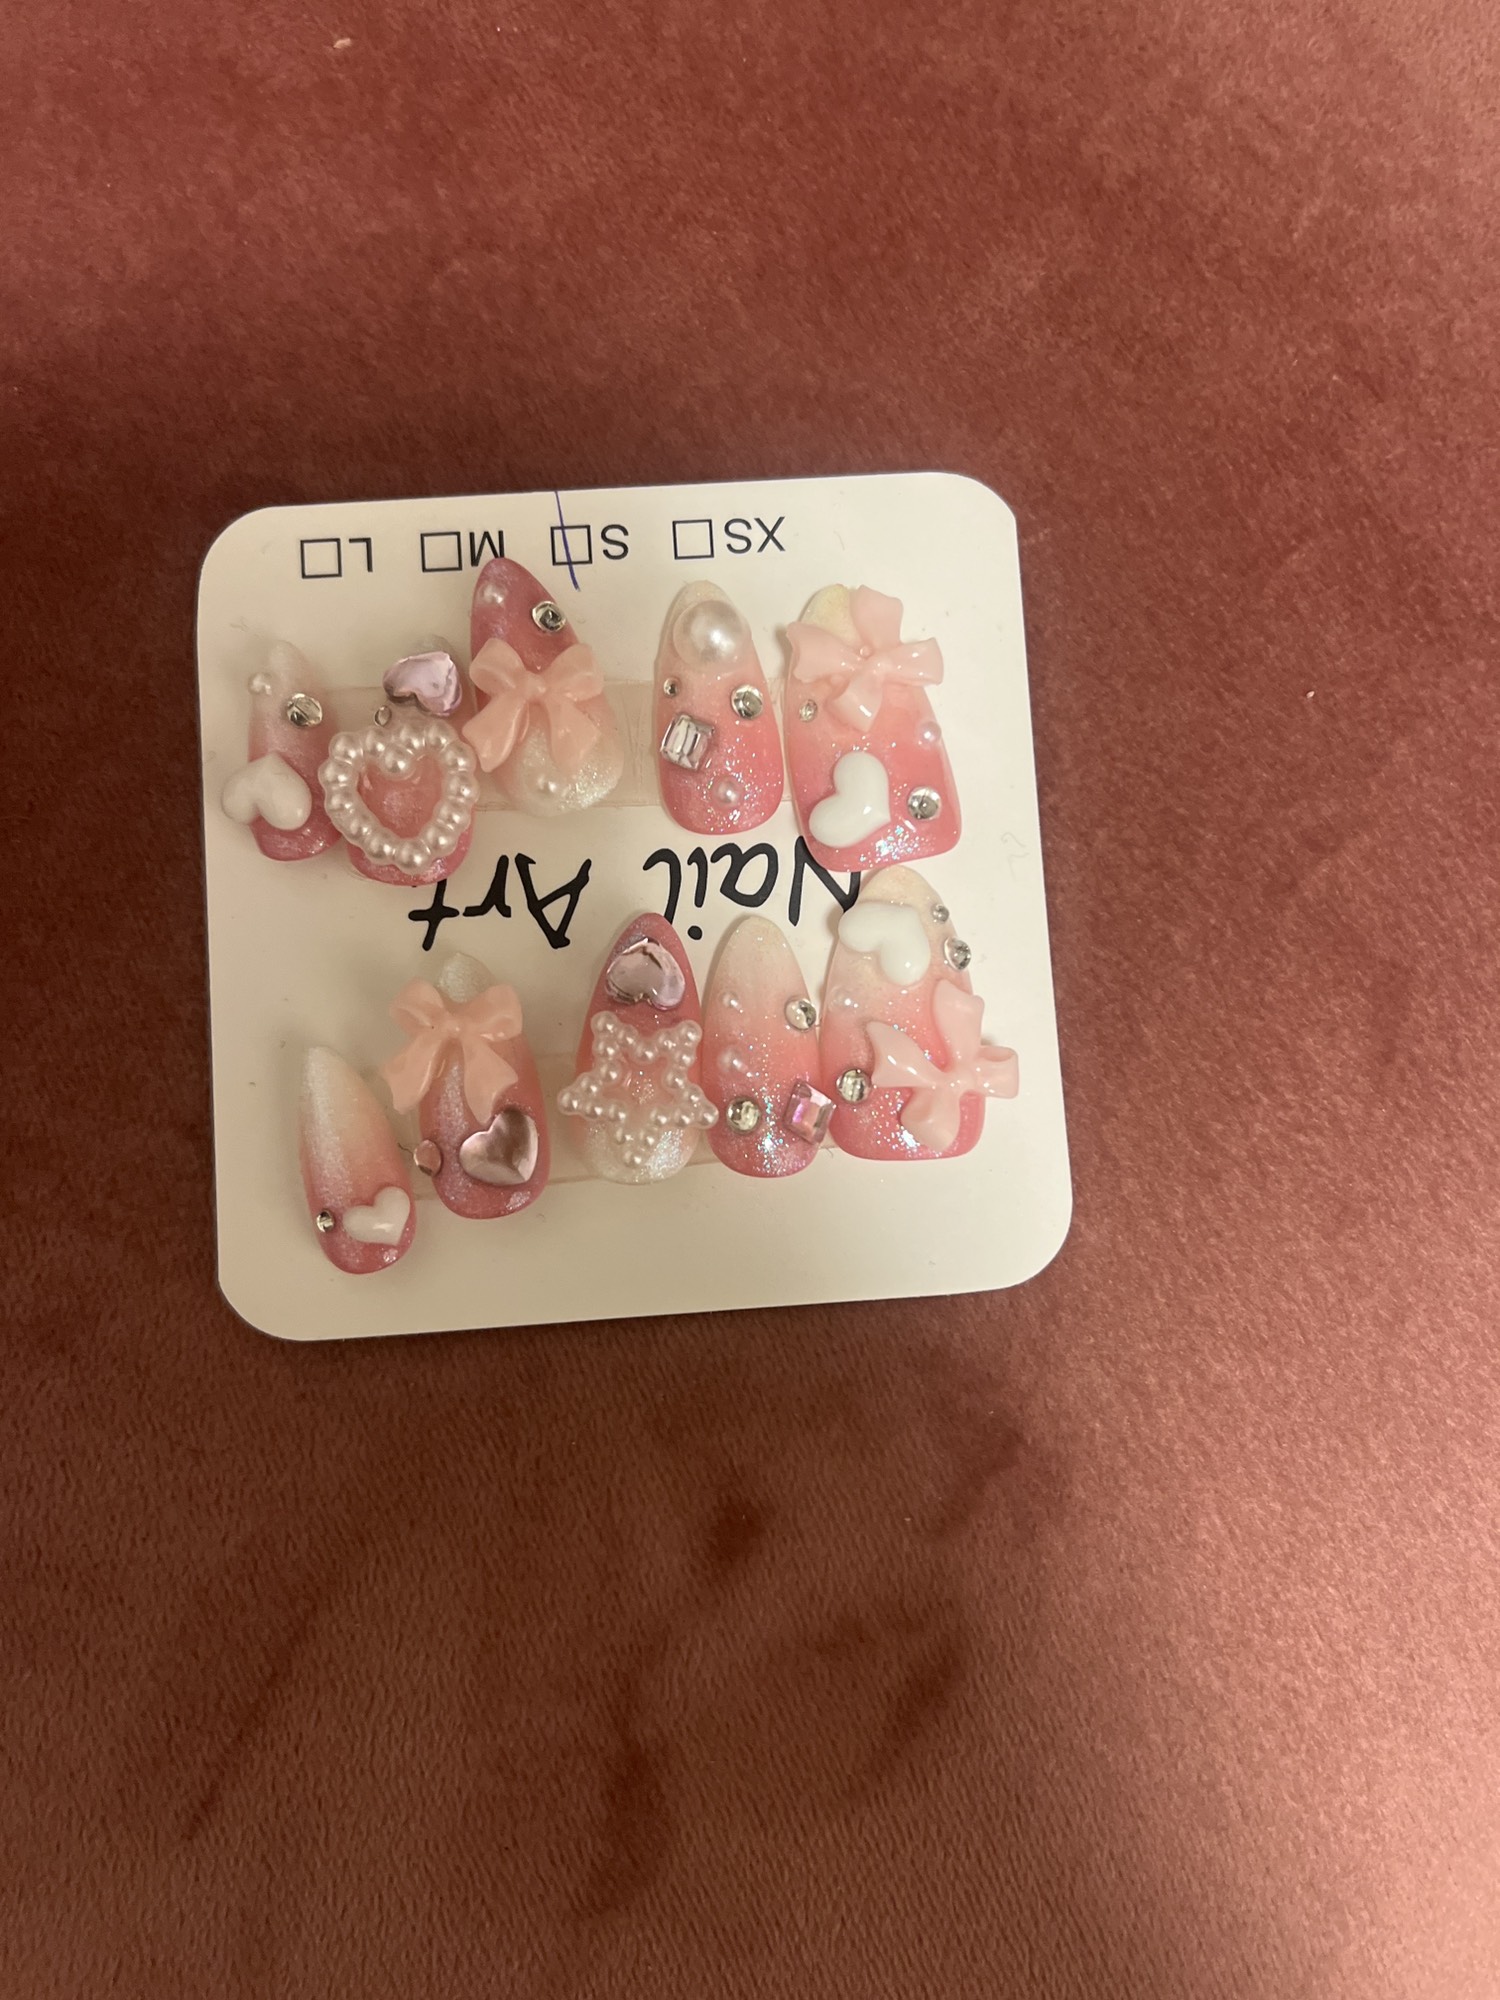 XS□ S□ M□ L□
Nail Art